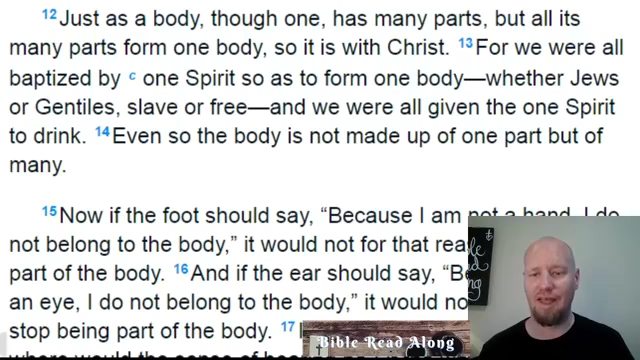 12 Just as a body, though one, has many parts, but all its
many parts form one body, so it is with Christ. 13 For we were all
baptized by c one Spirit so as to form one body—whether Jews
or Gentiles, slave or free—and we were all given the one Spirit
to drink. 14 Even so the body is not made up of one part but of
many.
15 Now if the foot should say, “Because I am not a hand, I do
not belong to the body,” it would not for that rea
part of the body. 16 And if the ear should say, “Be
an eye, I do not belong to the body,” it would no
stop being part of the body. 17
Bible Read Along